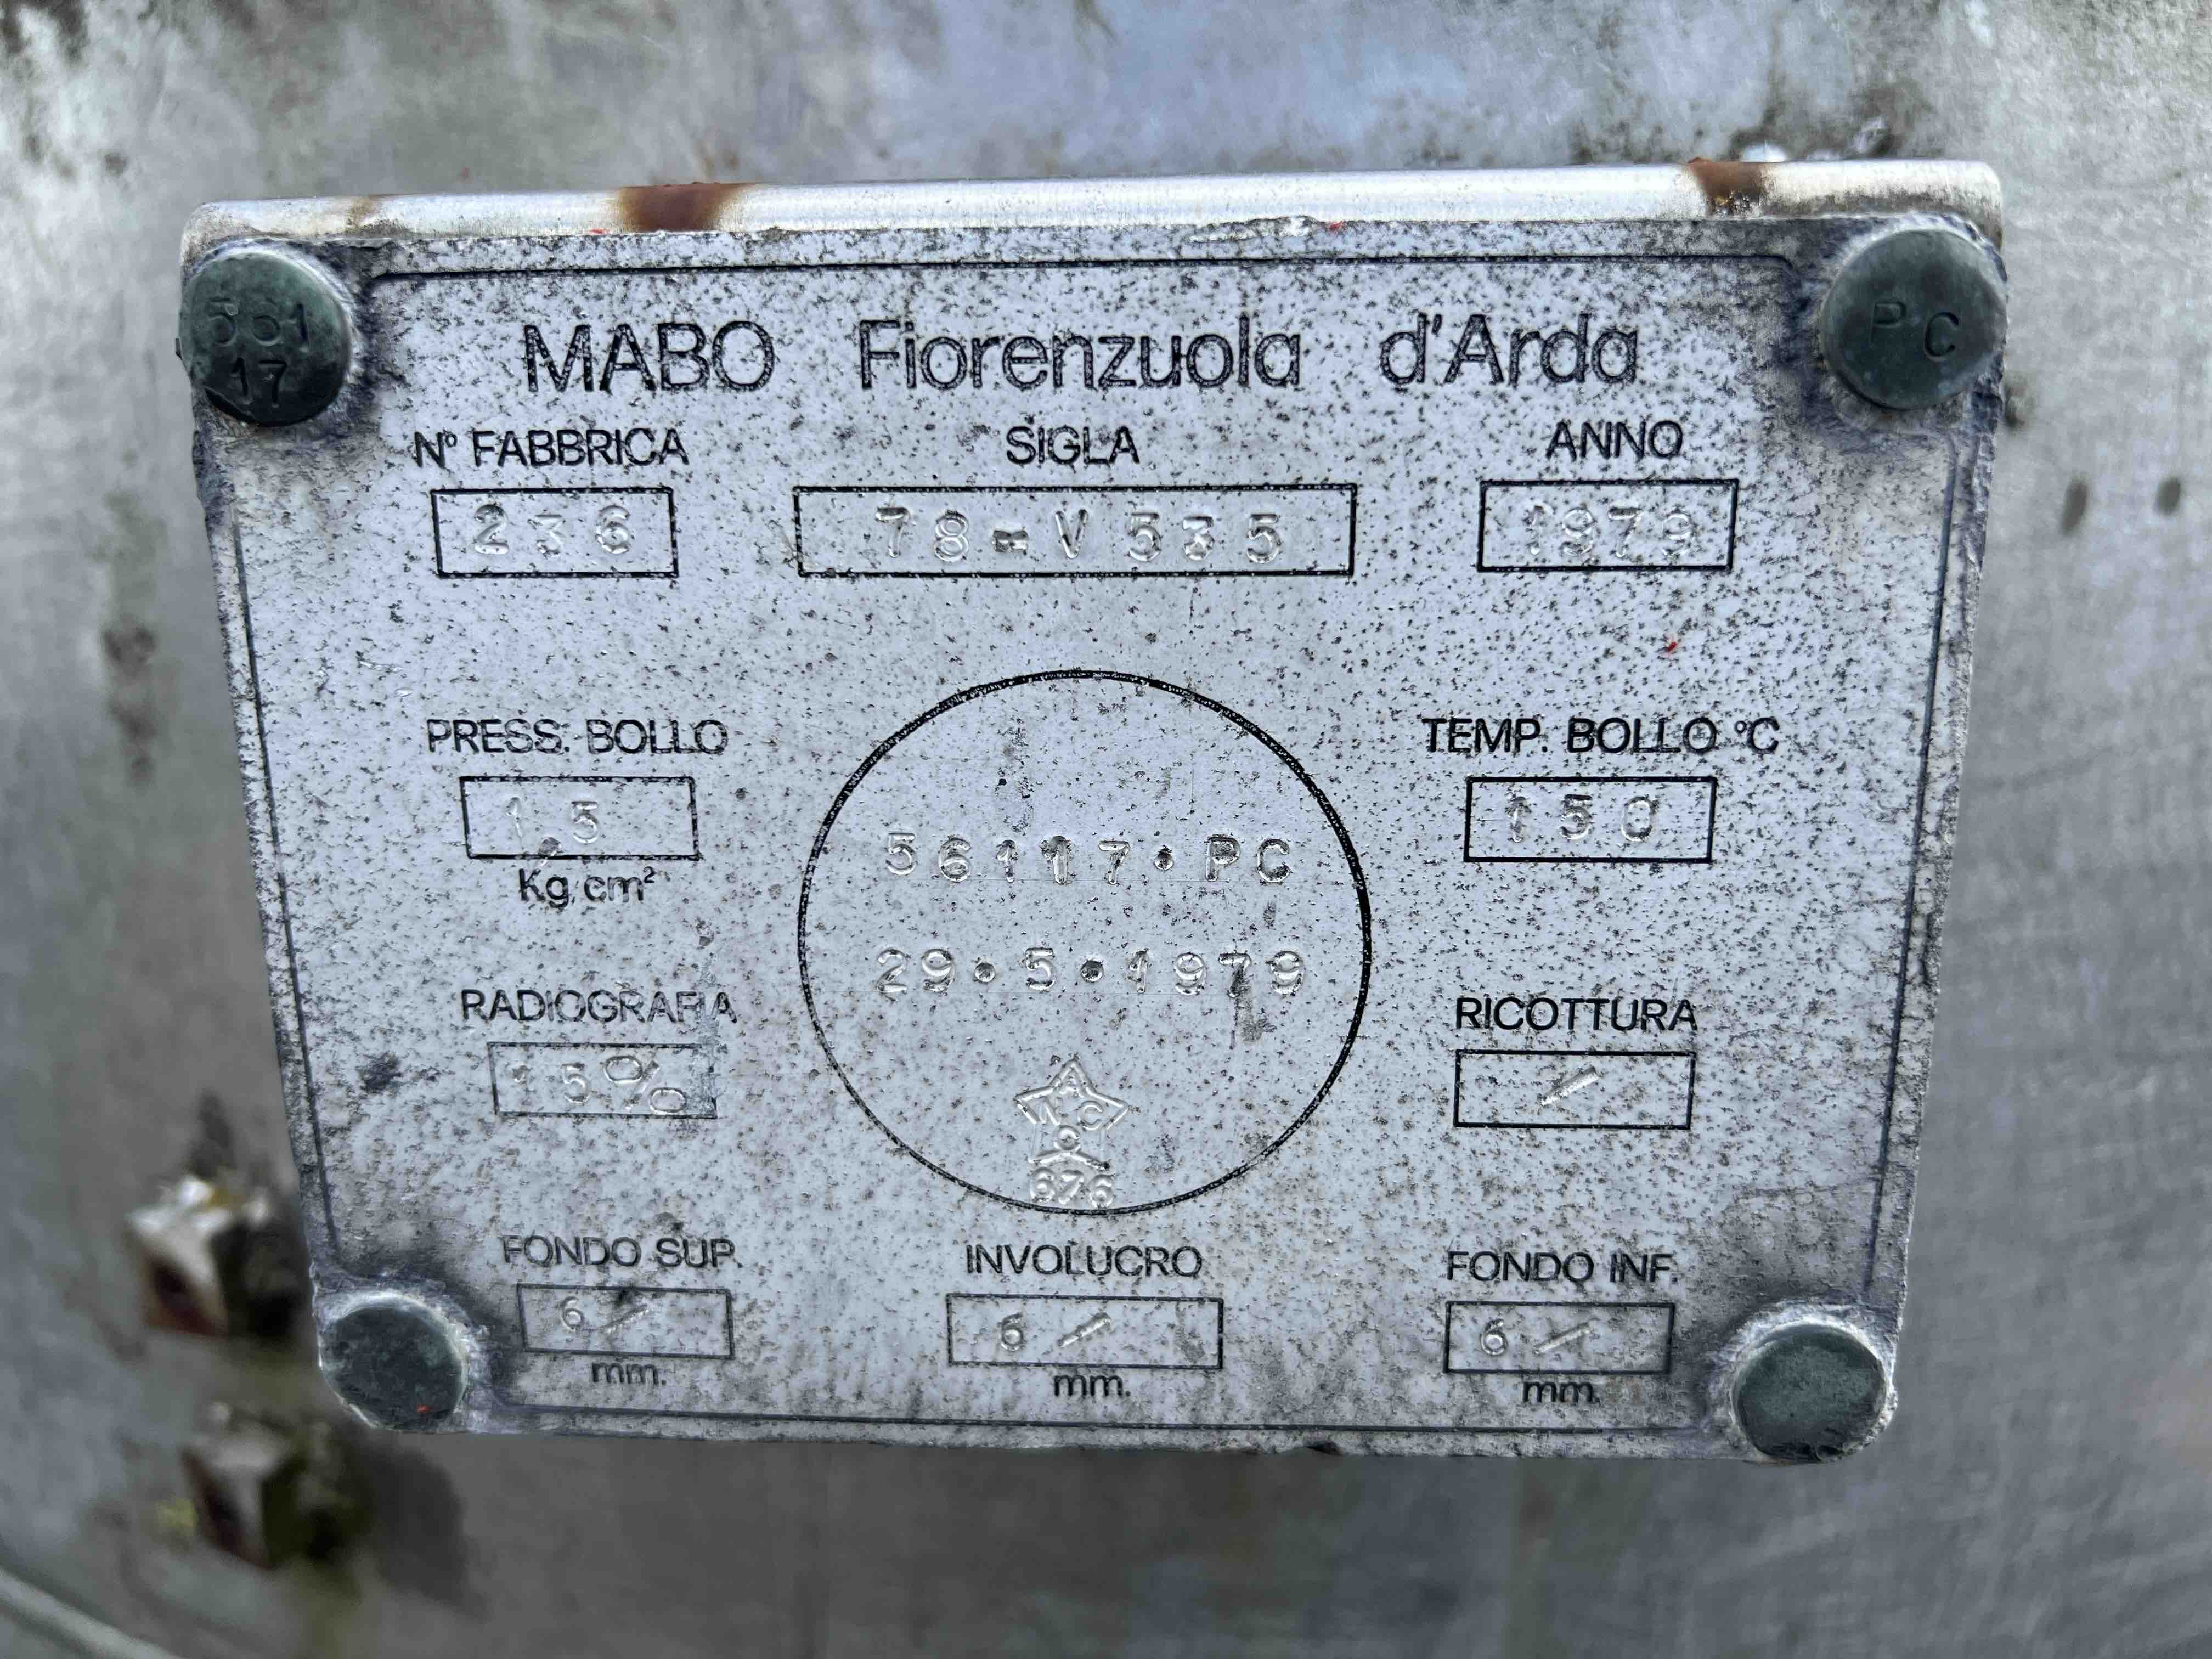 MABO Fiorenzuola d'Arda
N° FABBRICA SIGLA ANNO
236 78-V535 1979
PRESS. BOLLO TEMP. BOLLO °C
1,5 150
Kg/cm²
56117·PC
29·5·1979
RADIOGRAFIA RICOTTURA
15% /
A
N C
C
676
FONDO SUP. INVOLUCRO FONDO INF.
6 / 6 / 6 /
mm. mm. mm.
561
17
PC